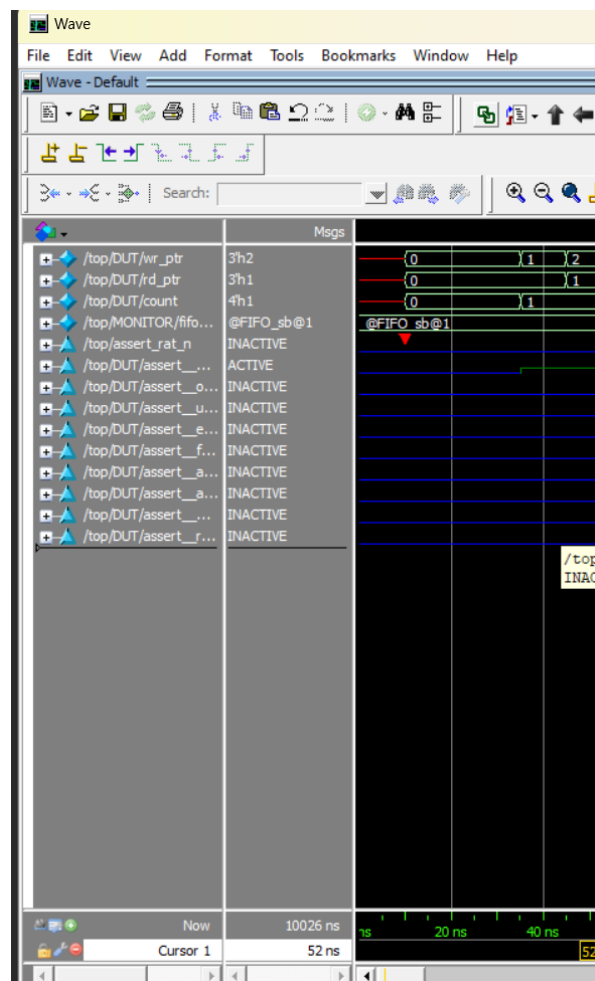 Wave
File Edit View Add Format Tools Bookmarks Window Help
Wave - Default
Search:
Msgs
/top/DUT/wr_ptr 3'h2 0 1 2
/top/DUT/rd_ptr 3'h1 0 1
/top/DUT/count 4'h1 0 1
/top/MONITOR/fifo... @FIFO_sb@1 @FIFO_sb@1
/top/assert_rat_n INACTIVE
/top/DUT/assert__... ACTIVE
/top/DUT/assert__o... INACTIVE
/top/DUT/assert__u... INACTIVE
/top/DUT/assert__e... INACTIVE
/top/DUT/assert__f... INACTIVE
/top/DUT/assert__a... INACTIVE
/top/DUT/assert__a... INACTIVE
/top/DUT/assert__... INACTIVE
/top/DUT/assert__r... INACTIVE
/top
INAC
Now 10026 ns ns 20 ns 40 ns
Cursor 1 52 ns 52